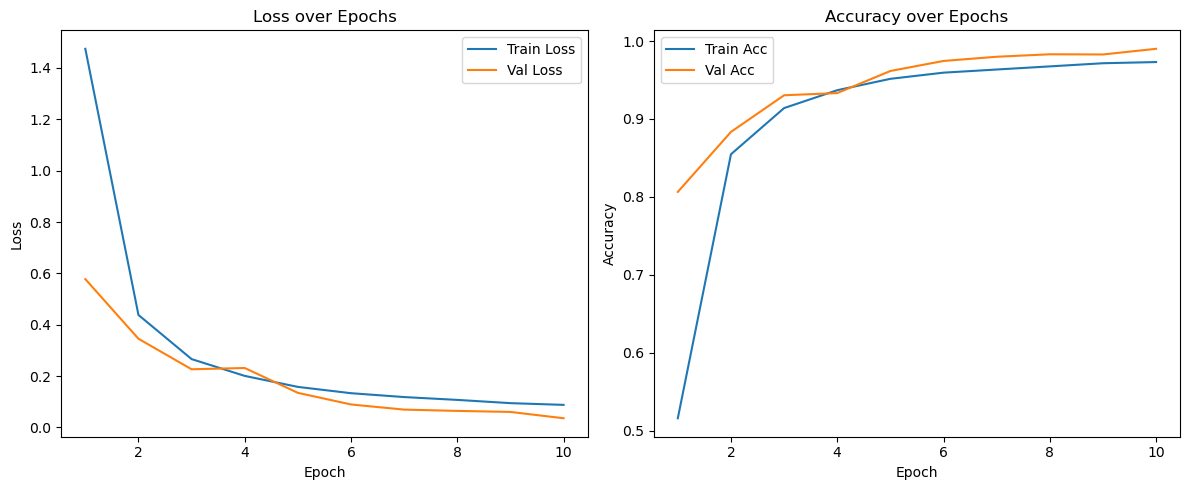 Loss over Epochs
Train Loss
Val Loss
1.4
1.2
1.0
0.8
0.6
0.4
0.2
0.0
Loss
2
4
6
8
10
Epoch
Accuracy over Epochs
Train Acc
Val Acc
1.0
0.9
0.8
0.7
0.6
0.5
Accuracy
2
4
6
8
10
Epoch